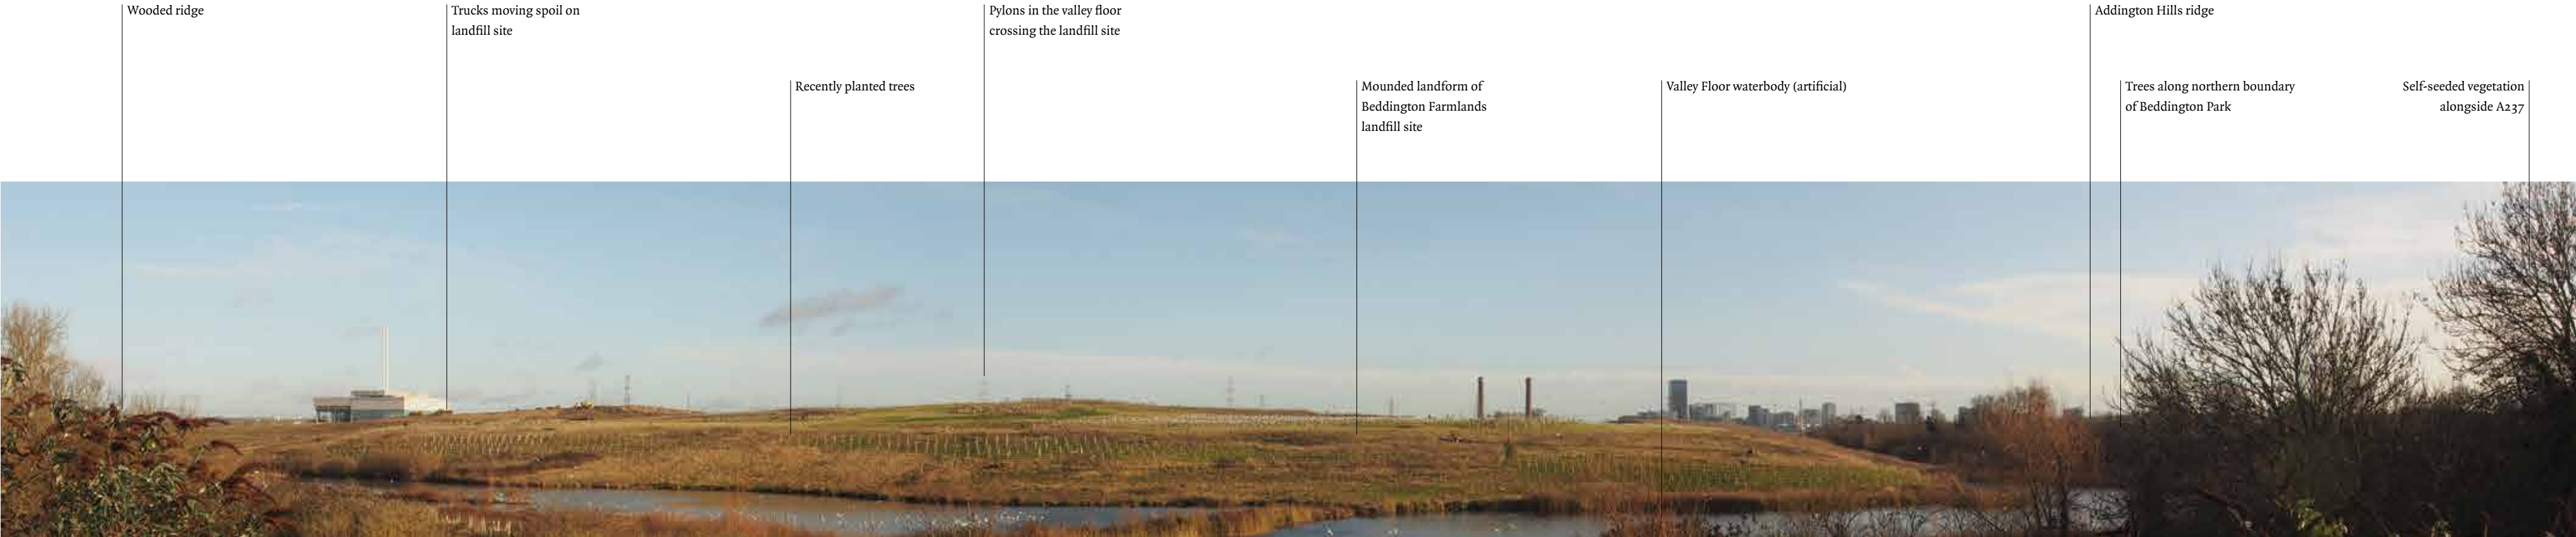 Wooded ridge
Trucks moving spoil on
landfill site
Recently planted trees
Pylons in the valley floor
crossing the landfill site
Mounded landform of
Beddington Farmlands
landfill site
Valley Floor waterbody (artificial)
Addington Hills ridge
Trees along northern boundary
of Beddington Park
Self-seeded vegetation
alongside A237